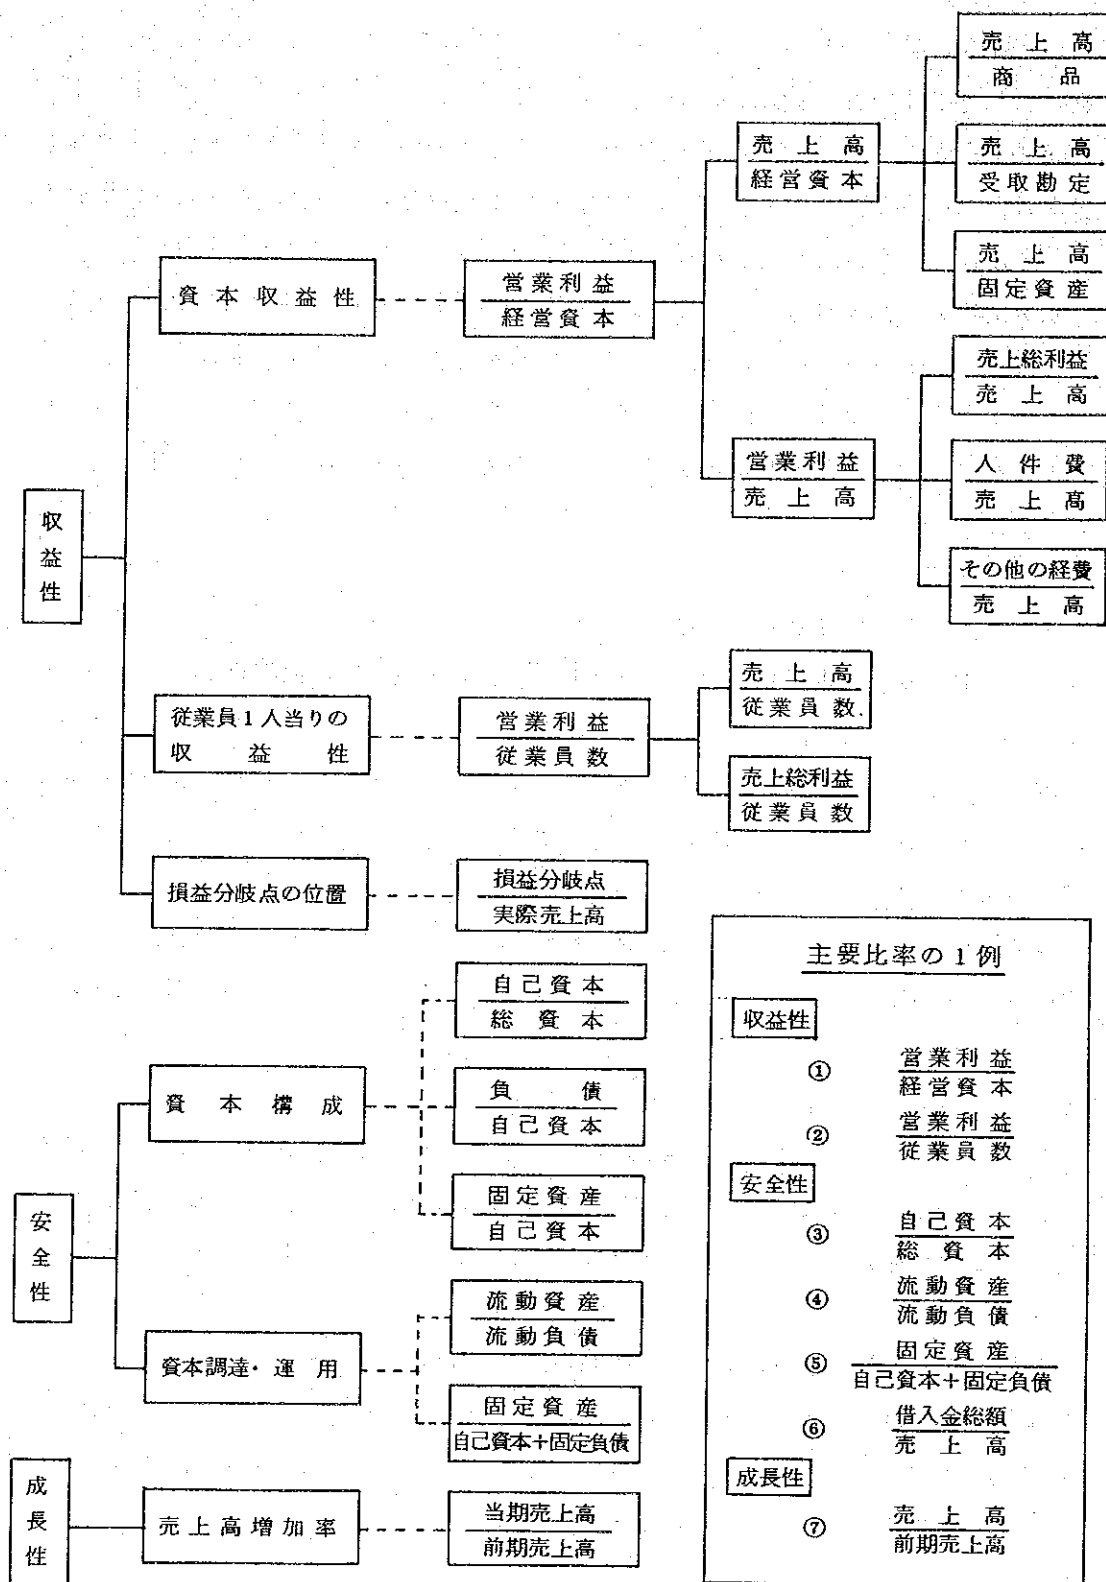 売上高
商品
売上高
経営資本
売上高
受取勘定
売上高
固定資産
資本収益性
営業利益
経営資本
売上総利益
売上高
営業利益
売上高
人件費
売上高
その他の経費
売上高
収益性
従業員1人当りの
収益性
営業利益
従業員数
売上高
従業員数
売上総利益
従業員数
損益分岐点の位置
損益分岐点
実際売上高
安全性
資本構成
自己資本
総資本
負債
自己資本
固定資産
自己資本
資本調達・運用
流動資産
流動負債
固定資産
自己資本+固定負債
成長性
売上高増加率
当期売上高
前期売上高
主要比率の1例
収益性
① 営業利益
経営資本
② 営業利益
従業員数
安全性
③ 自己資本
総資本
④ 流動資産
流動負債
⑤ 固定資産
自己資本+固定負債
⑥ 借入金総額
売上高
成長性
⑦ 売上高
前期売上高